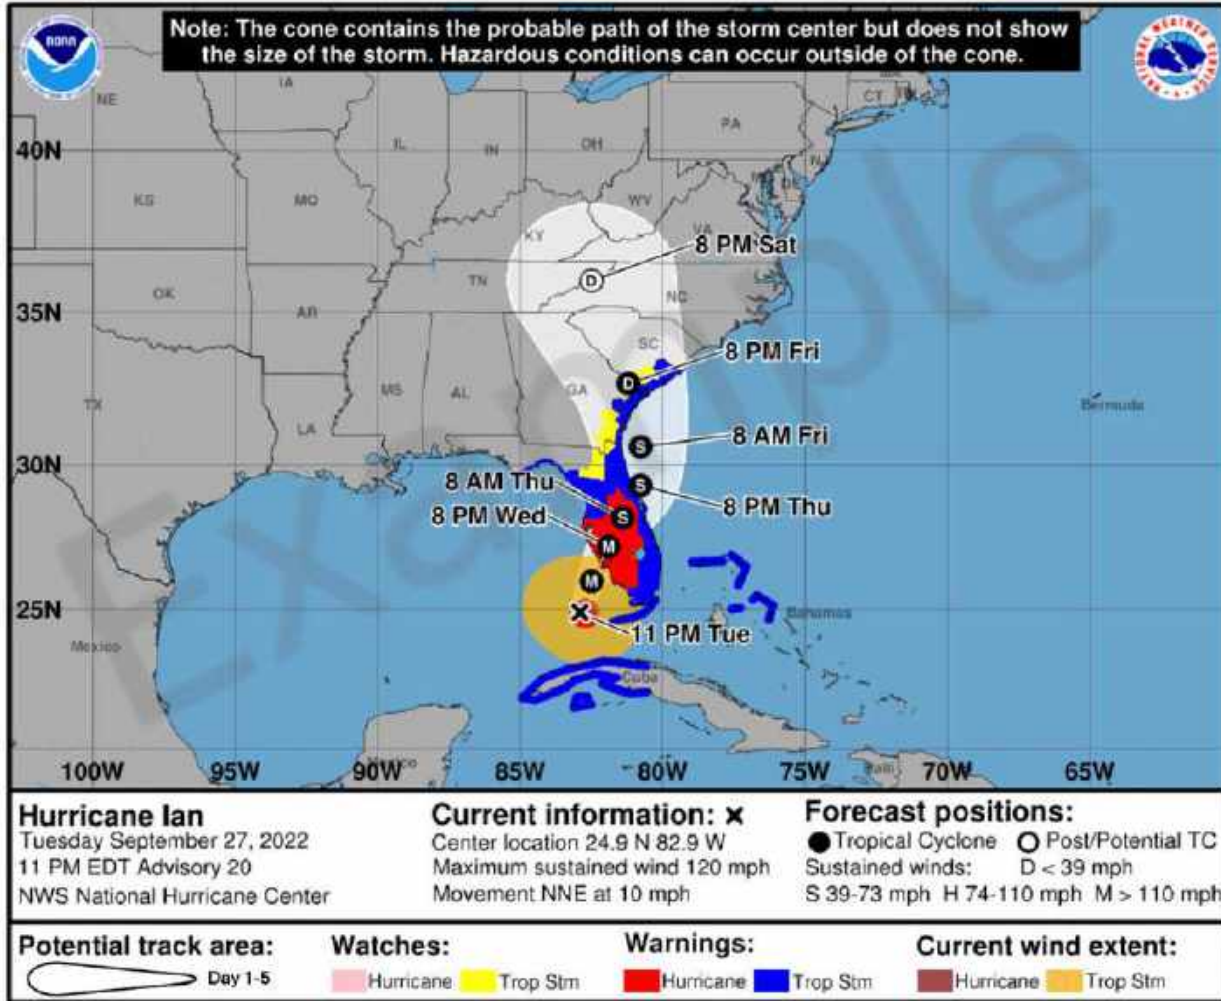 Note: The cone contains the probable path of the storm center but does not show
the size of the storm. Hazardous conditions can occur outside of the cone.
NOAA
NATIONAL WEATHER SERVICE
NE
IA
IL
IN
OH
PA
CT
NJ
DE
40N
KS
MO
KY
WV
VA
8 PM Sat
D
OK
TN
NC
AR
35N
SC
8 PM Fri
D
TX
MS
AL
GA
Bermuda
LA
8 AM Fri
S
30N
8 AM Thu
S
8 PM Thu
S
8 PM Wed
M
M
25N
11 PM Tue
Bahamas
Mexico
Cuba
Mexico
Haiti
100W 95W 90W 85W 80W 75W 70W 65W
Example
Hurricane Ian
Tuesday September 27, 2022
11 PM EDT Advisory 20
NWS National Hurricane Center
Current information: ×
Center location 24.9 N 82.9 W
Maximum sustained wind 120 mph
Movement NNE at 10 mph
Forecast positions:
● Tropical Cyclone ○ Post/Potential TC
Sustained winds: D < 39 mph
S 39-73 mph H 74-110 mph M > 110 mph
Potential track area:
Day 1-5
Watches:
Hurricane Trop Stm
Warnings:
Hurricane Trop Stm
Current wind extent:
Hurricane Trop Stm